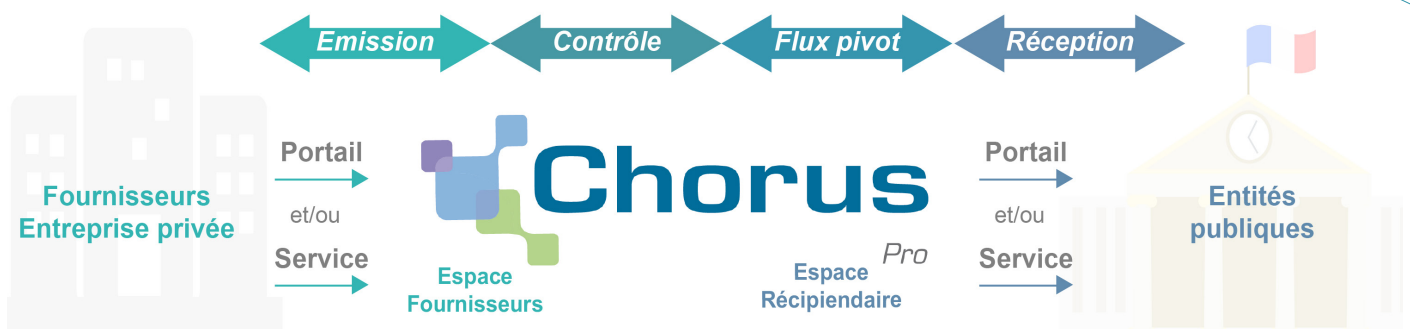 Emission
Contrôle
Flux pivot
Réception
Fournisseurs
Entreprise privée
Portail
et/ou
Service
Chorus
Pro
Espace
Fournisseurs
Espace
Récipiendaire
Portail
et/ou
Service
Entités
publiques